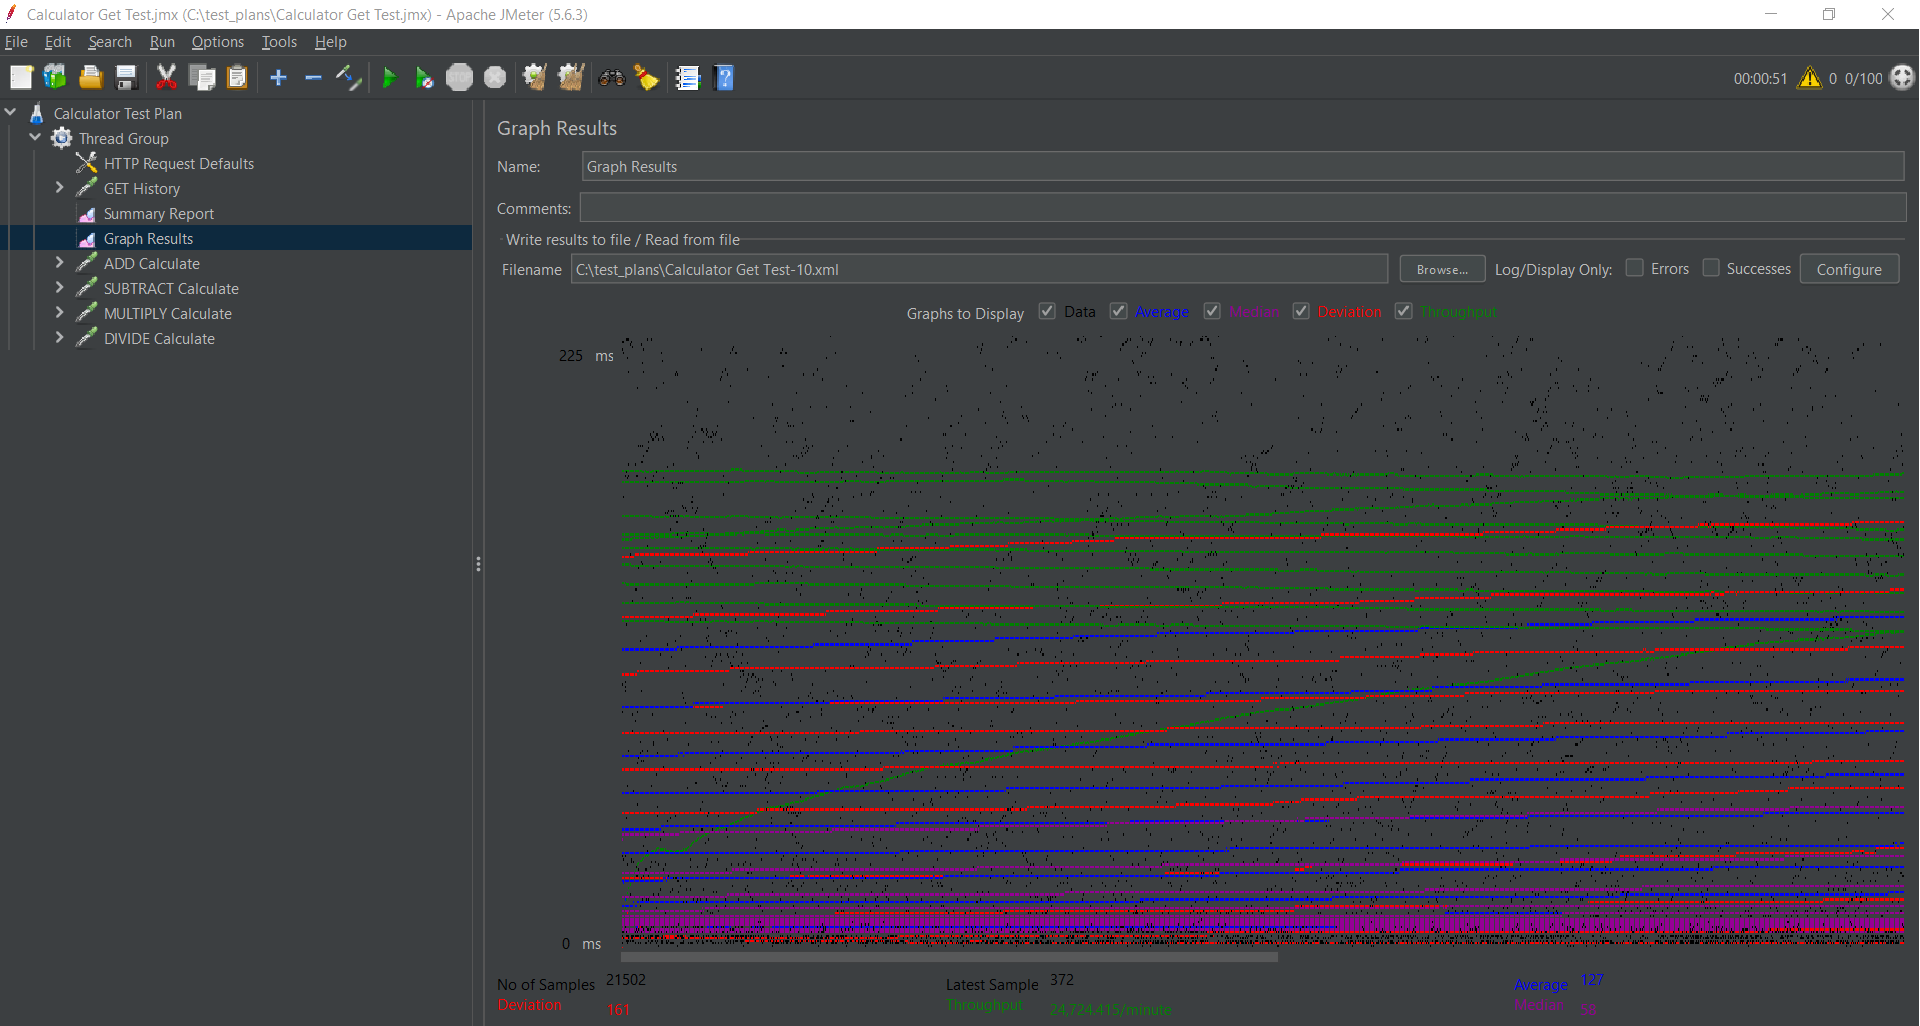 Calculator Get Test.jmx (C:\test_plans\Calculator Get Test.jmx) - Apache JMeter (5.6.3)
File Edit Search Run Options Tools Help
STOP
00:00:51 0 0/100
Calculator Test Plan
Thread Group
HTTP Request Defaults
GET History
Summary Report
Graph Results
ADD Calculate
SUBTRACT Calculate
MULTIPLY Calculate
DIVIDE Calculate
Graph Results
Name: Graph Results
Comments:
Write results to file / Read from file
Filename C:\test_plans\Calculator Get Test-10.xml Browse... Log/Display Only: Errors Successes Configure
Graphs to Display Data Average Median Deviation Throughput
225 ms
0 ms
No of Samples 21502 Latest Sample 372 Average 127
Deviation 161 Throughput 24,724.415/minute Median 58